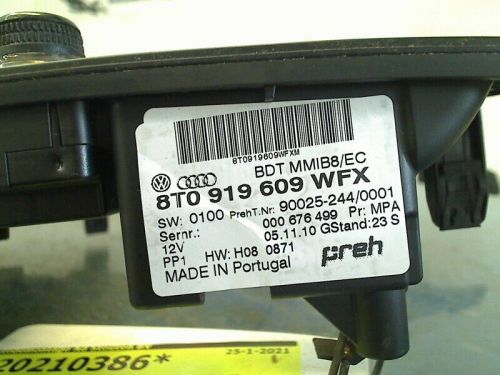 8T0919609WFXM
BDT MMIB8/EC
8T0 919 609 WFX
SW: 0100 PrehT.Nr: 90025-244/0001
Sernr.: 000 676 499 Pr: MPA
12V 05.11.10 GStand: 23 S
PP1 HW: H08 0871
MADE IN Portugal preh
20210386* 25-1-2021